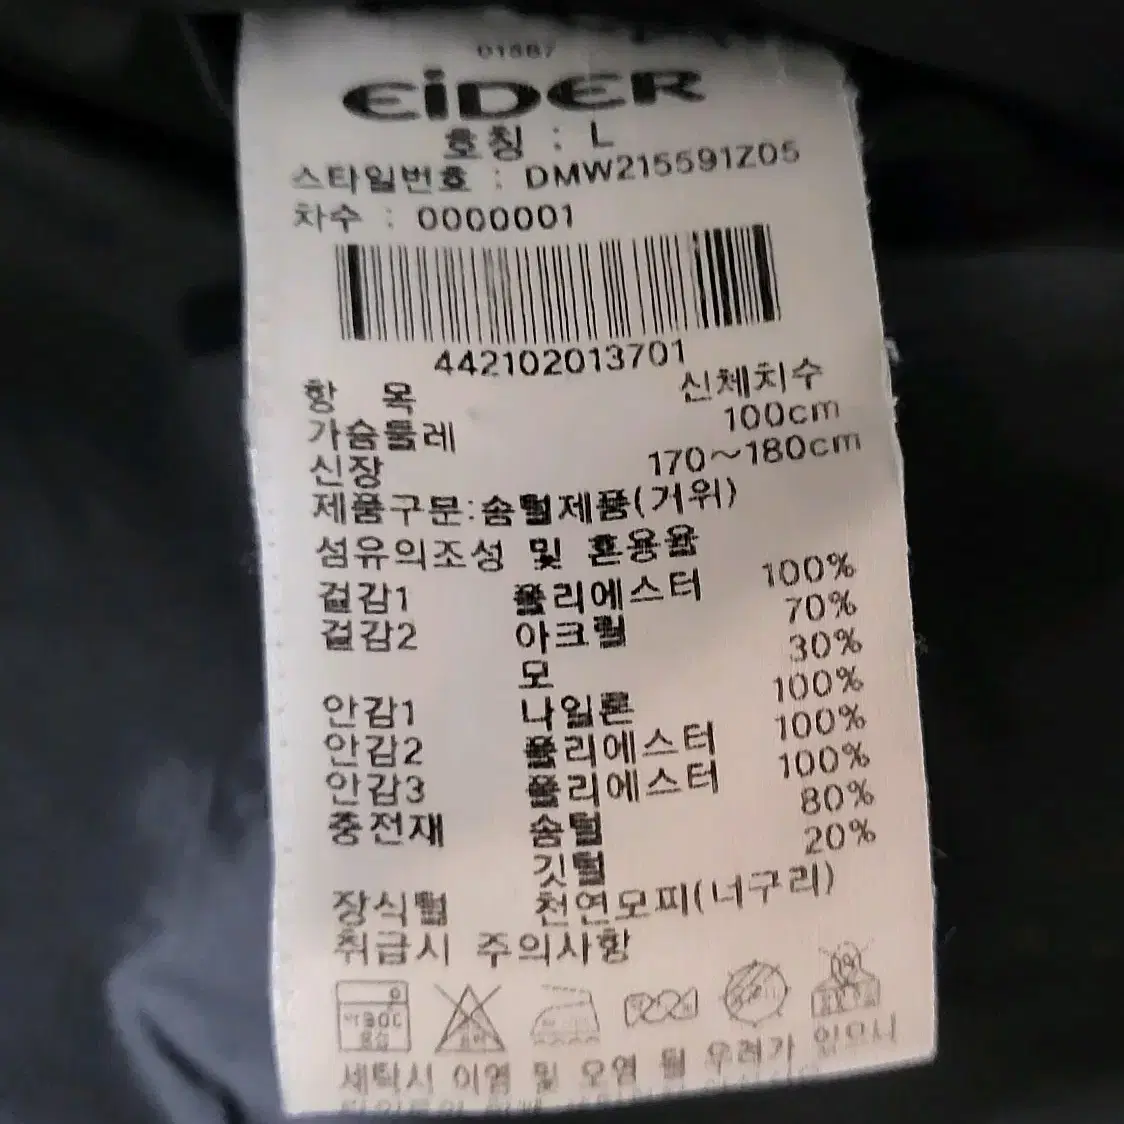 EiDER
호칭 : L
스타일번호 : DMW215591Z05
차수 : 0000001
442102013701
항 목 신체치수
가슴둘레 100cm
신장 170~180cm
제품구분:솜털제품(거위)
섬유의조성 및 혼용율
겉감1 폴리에스터 100%
겉감2 아크릴 70%
모 30%
안감1 나일론 100%
안감2 폴리에스터 100%
안감3 폴리에스터 100%
충전재 솜털 80%
깃털 20%
장식털 천연모피(너구리)
취급시 주의사항
세탁시 이염 및 오염 될 우려가 있으니